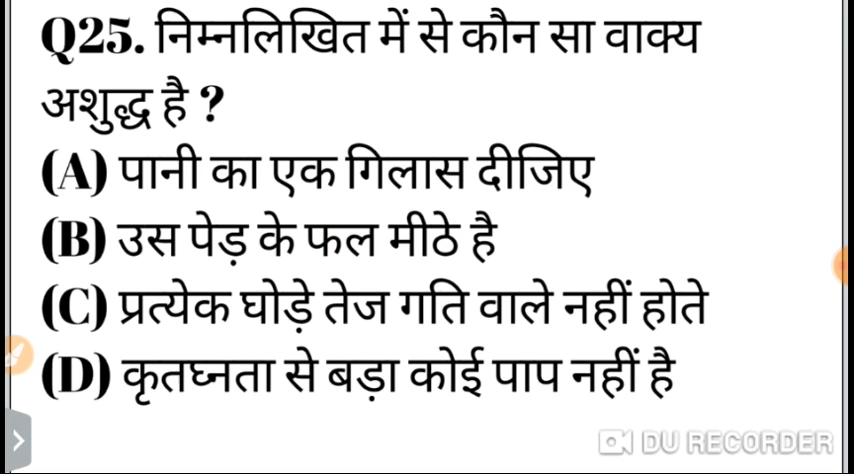 Q25. निम्नलिखित में से कौन सा वाक्य
अशुद्ध है ?
(A) पानी का एक गिलास दीजिए
(B) उस पेड़ के फल मीठे है
(C) प्रत्येक घोड़े तेज गति वाले नहीं होते
(D) कृतघ्नता से बड़ा कोई पाप नहीं है
DU RECORDER